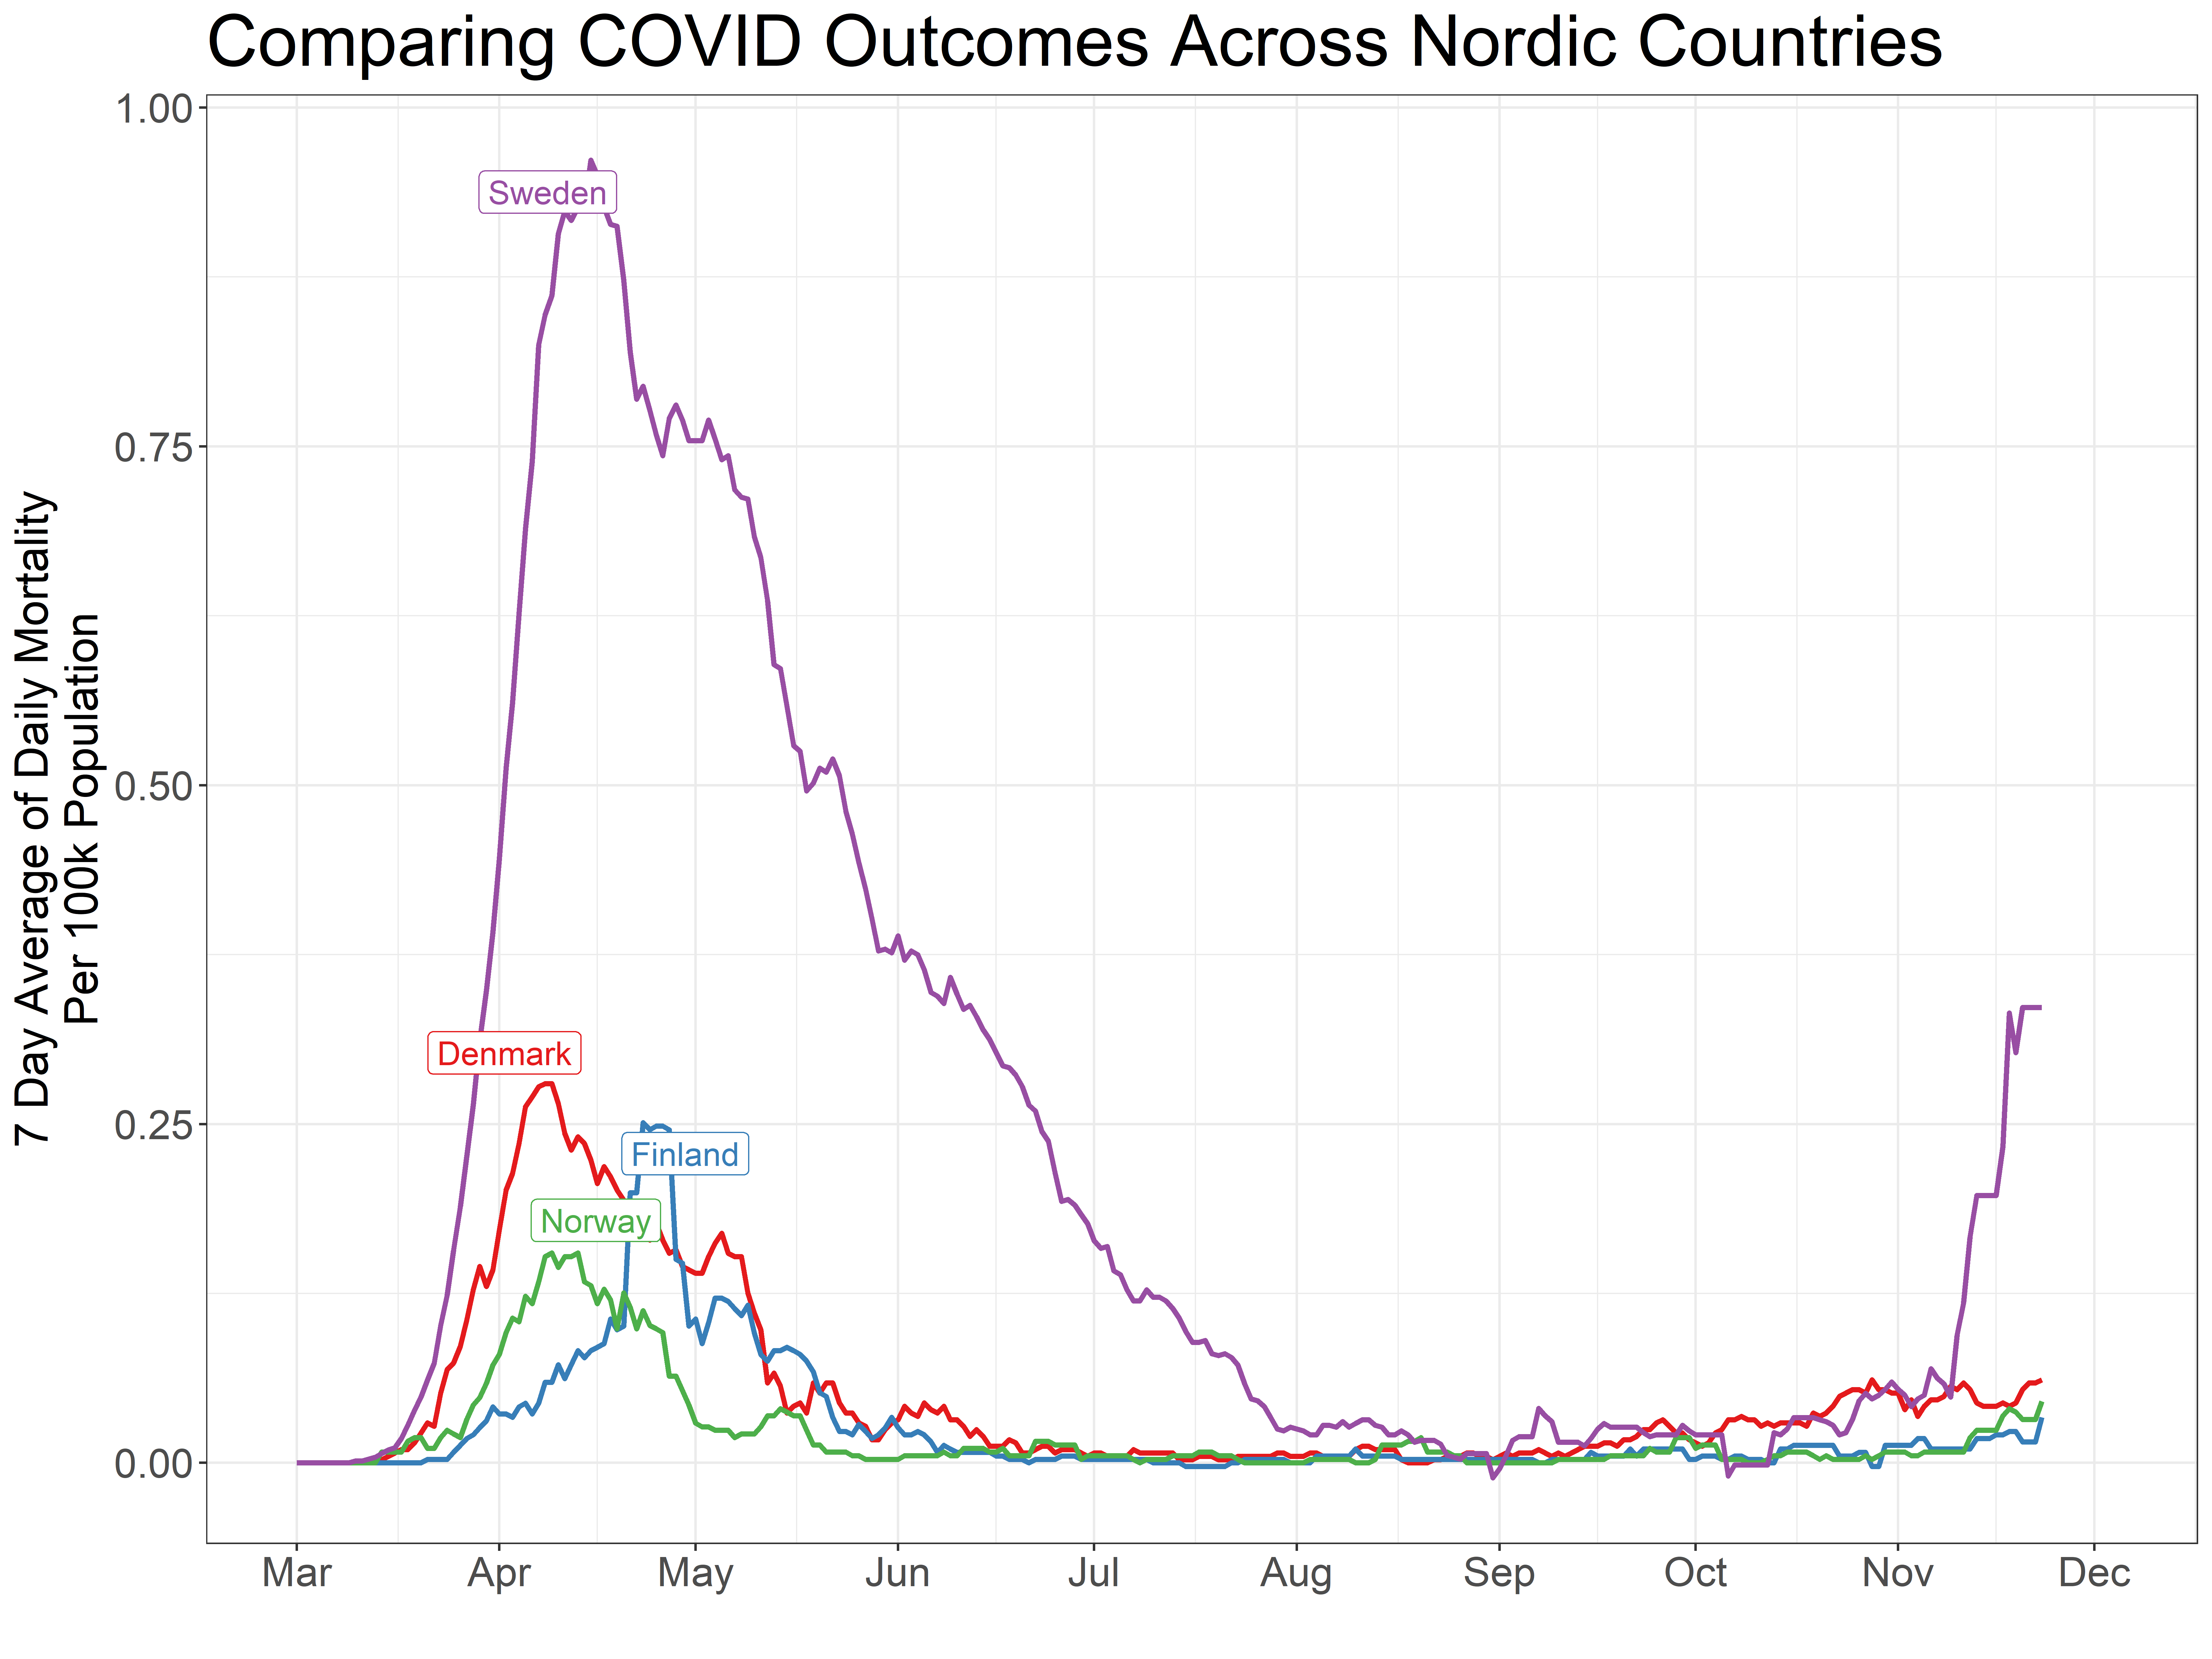 Comparing COVID Outcomes Across Nordic Countries
7 Day Average of Daily Mortality
Per 100k Population
1.00
0.75
0.50
0.25
0.00
Sweden
Denmark
Finland
Norway
Mar Apr May Jun Jul Aug Sep Oct Nov Dec